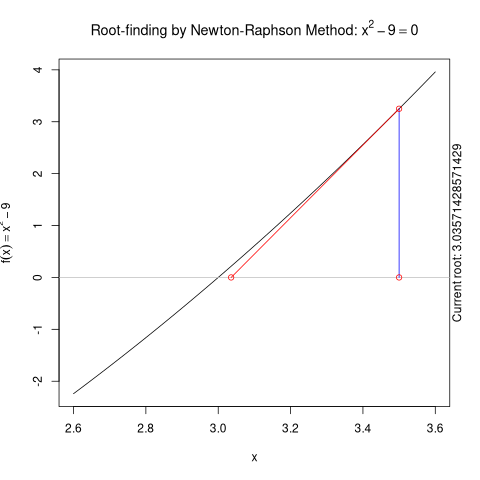 Root-finding by Newton-Raphson Method: x² − 9 = 0
4
3
2
1
0
-1
-2
f(x) = x² − 9
2.6 2.8 3.0 3.2 3.4 3.6
x
Current root: 3.03571428571429